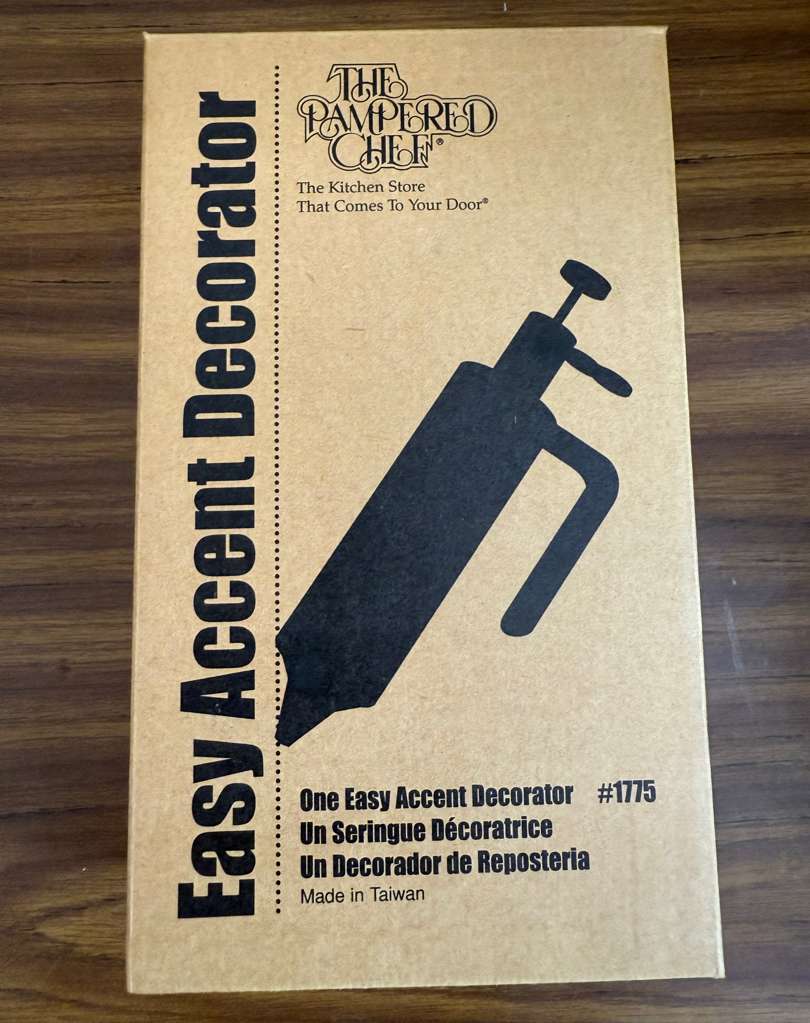 Easy Accent Decorator
THE
PAMPERED
CHEF®
The Kitchen Store
That Comes To Your Door®
One Easy Accent Decorator #1775
Un Seringue Décoratrice
Un Decorador de Reposteria
Made in Taiwan